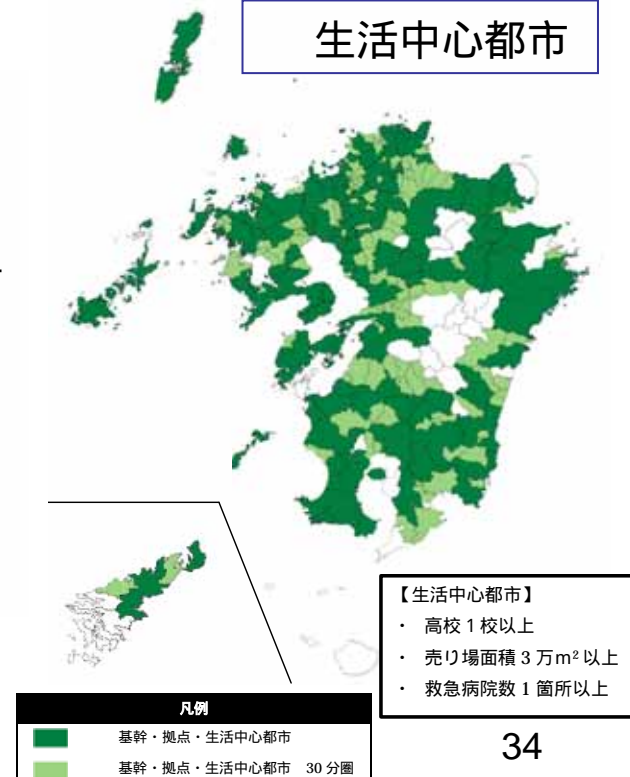 生活中心都市
【生活中心都市】
・ 高校1校以上
・ 売り場面積3万m²以上
・ 救急病院数1箇所以上
凡例
基幹・拠点・生活中心都市
基幹・拠点・生活中心都市 30分圏
34